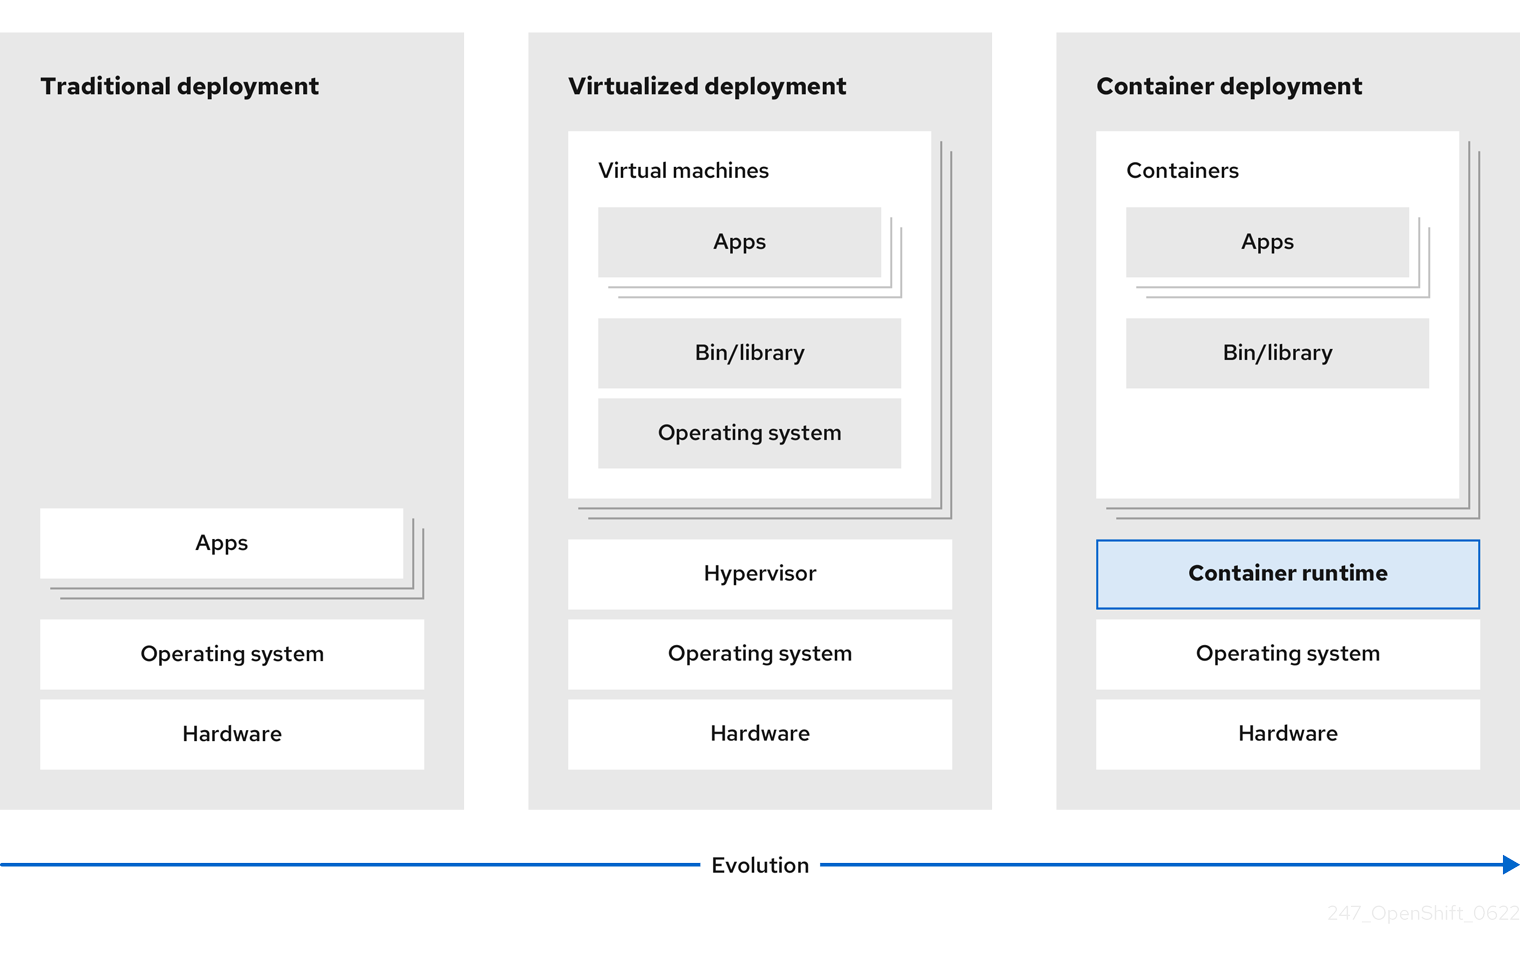 Traditional deployment
Apps
Operating system
Hardware
Virtualized deployment
Virtual machines
Apps
Bin/library
Operating system
Hypervisor
Operating system
Hardware
Container deployment
Containers
Apps
Bin/library
Container runtime
Operating system
Hardware
Evolution
247_OpenShift_0622